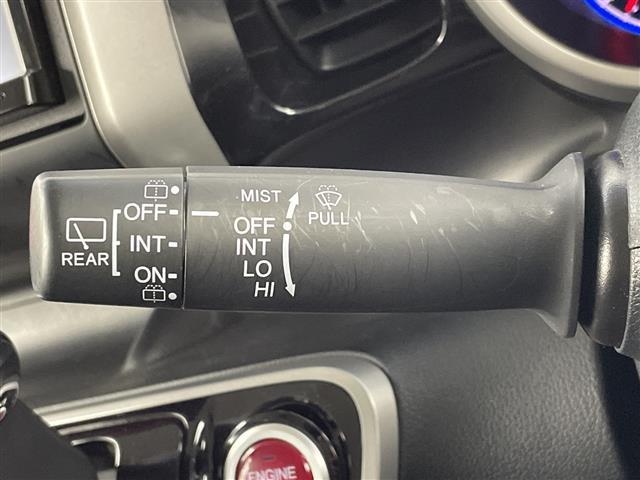 REAR
OFF
INT
ON
MIST
PULL
OFF
INT
LO
HI
ENGINE